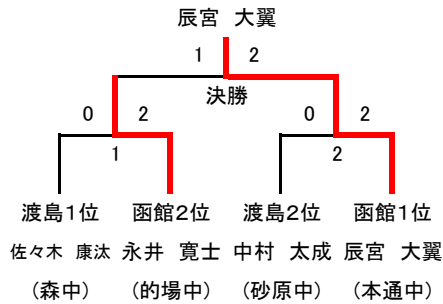 辰宮 大翼
1 2
決勝
0 2 0 2
1 2
渡島1位 函館2位 渡島2位 函館1位
佐々木 康汰 永井 寛士 中村 太成 辰宮 大翼
(森中) (的場中) (砂原中) (本通中)